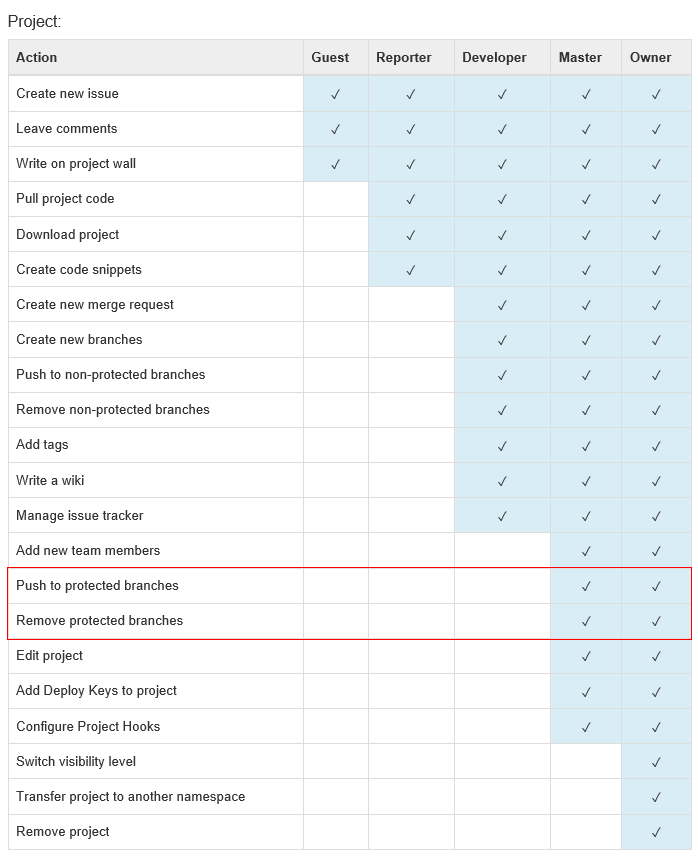 Project:
Action Guest Reporter Developer Master Owner
Create new issue ✓ ✓ ✓ ✓ ✓
Leave comments ✓ ✓ ✓ ✓ ✓
Write on project wall ✓ ✓ ✓ ✓ ✓
Pull project code ✓ ✓ ✓ ✓
Download project ✓ ✓ ✓ ✓
Create code snippets ✓ ✓ ✓ ✓
Create new merge request ✓ ✓ ✓
Create new branches ✓ ✓ ✓
Push to non-protected branches ✓ ✓ ✓
Remove non-protected branches ✓ ✓ ✓
Add tags ✓ ✓ ✓
Write a wiki ✓ ✓ ✓
Manage issue tracker ✓ ✓ ✓
Add new team members ✓ ✓
Push to protected branches ✓ ✓
Remove protected branches ✓ ✓
Edit project ✓ ✓
Add Deploy Keys to project ✓ ✓
Configure Project Hooks ✓ ✓
Switch visibility level ✓
Transfer project to another namespace ✓
Remove project ✓